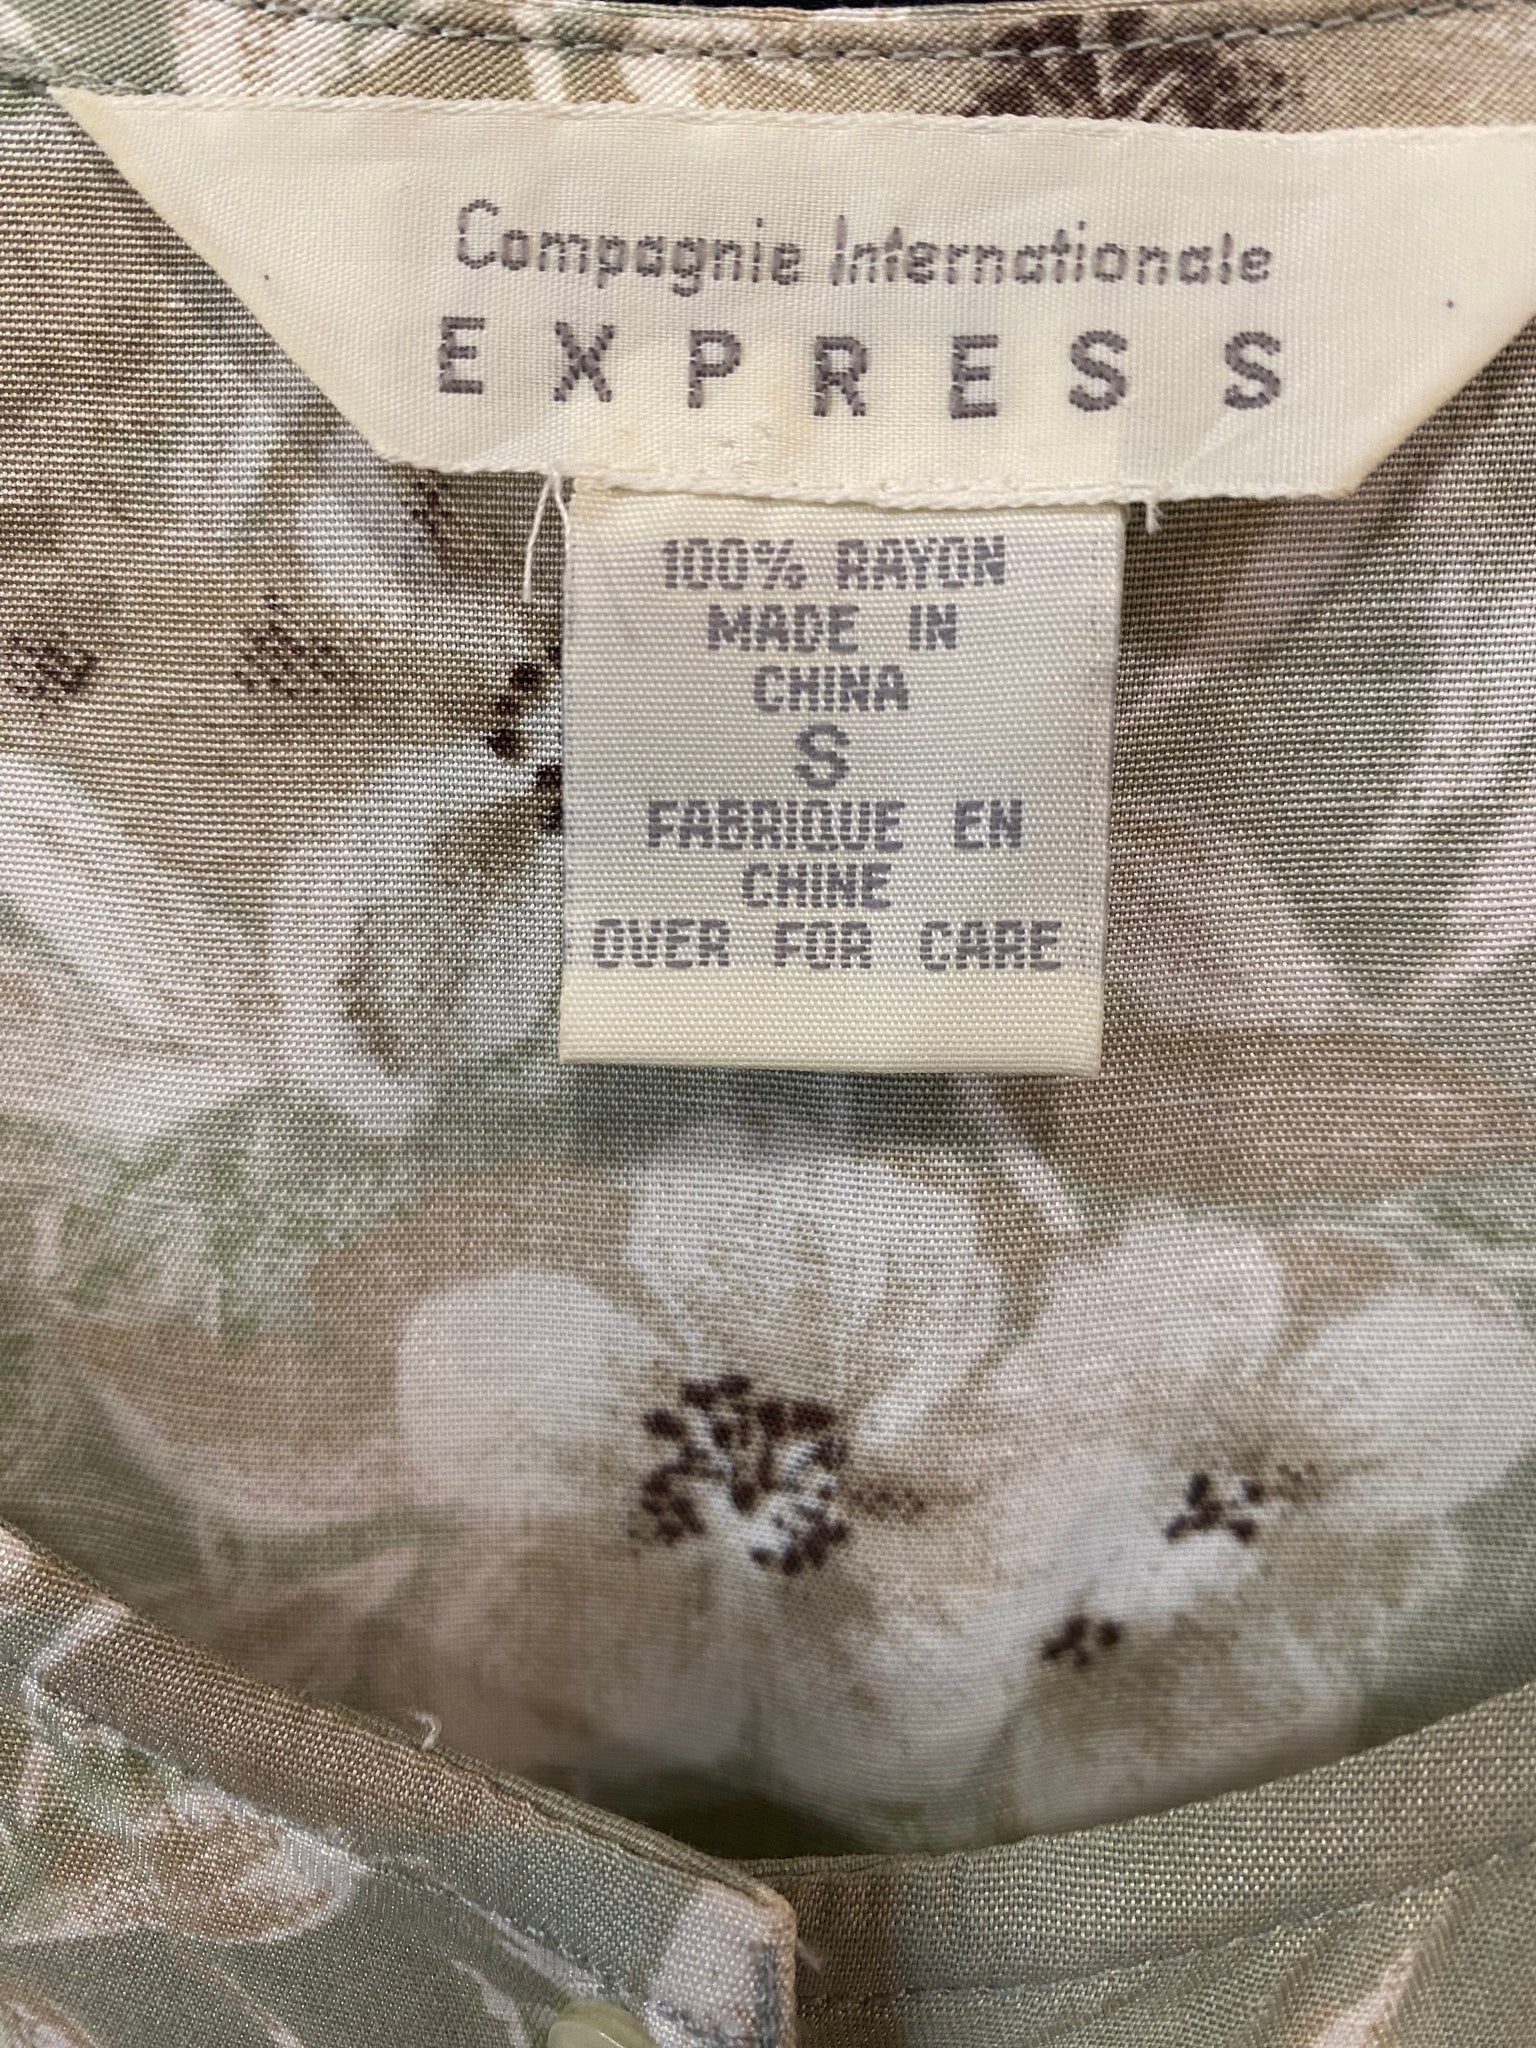 Compagnie Internationale
EXPRESS
100% RAYON
MADE IN
CHINA
S
FABRIQUE EN
CHINE
OVER FOR CARE